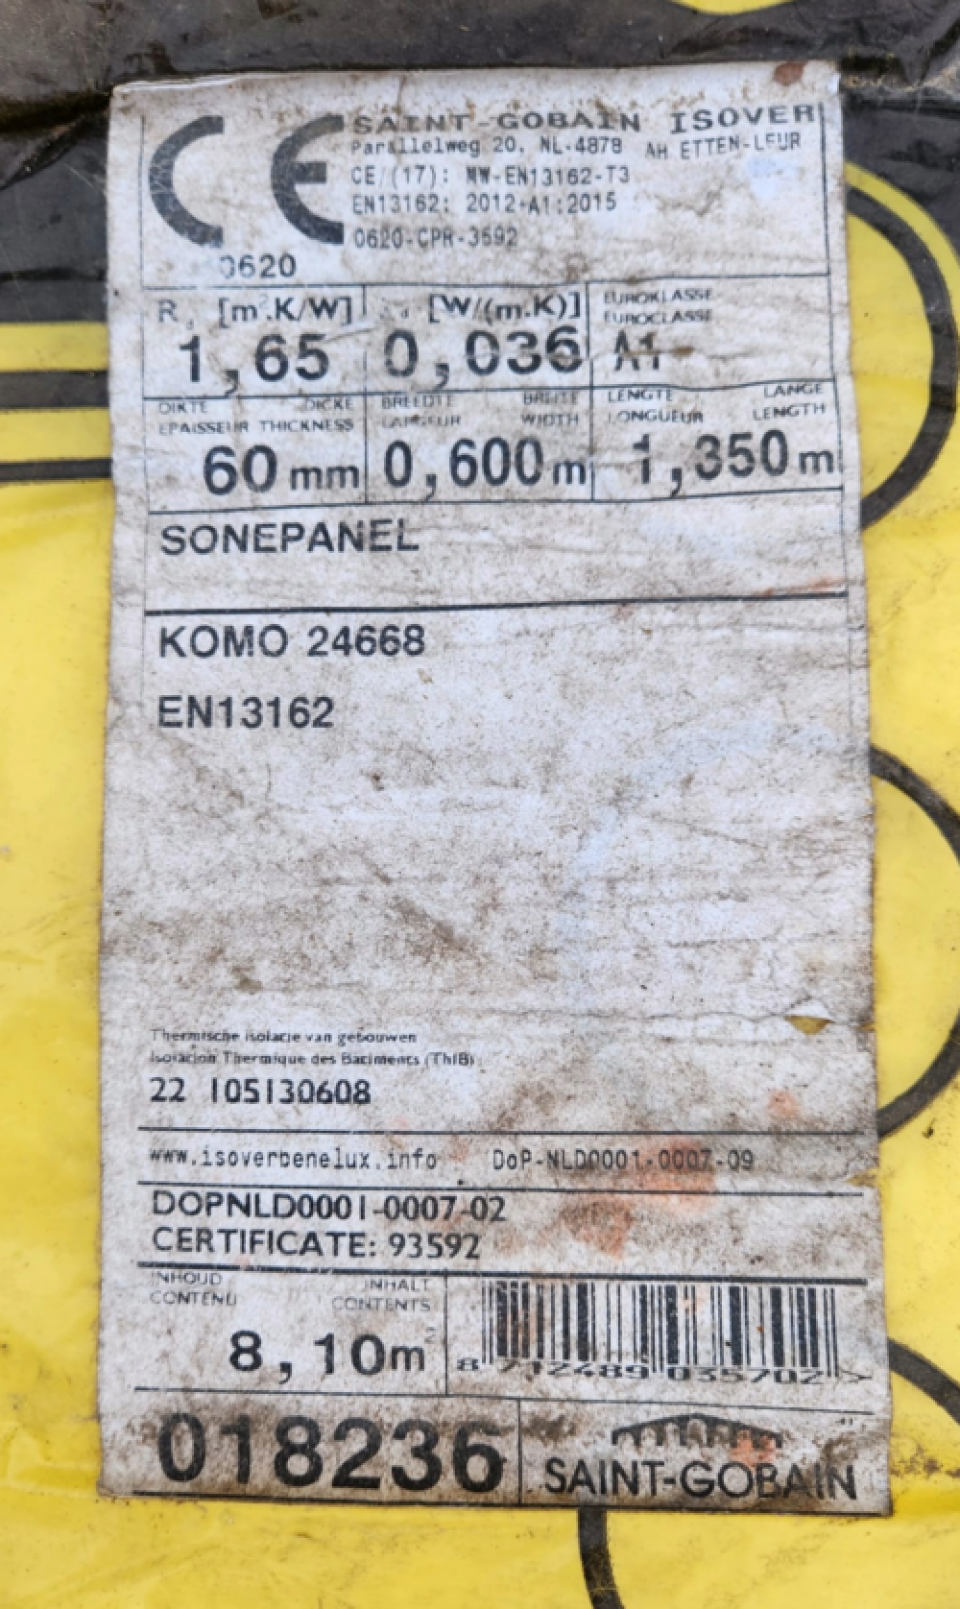 CE
0620
SAINT-GOBAIN ISOVER
Parallelweg 20, NL-4878 AH ETTEN-LEUR
CE/(17): MW-EN13162-T3
EN13162: 2012+A1:2015
0620-CPR-
R [m².K/W]
1,65
[W/(m.K)]
0,036
EUROKLASSE
EUROCLASSE
A1
DIKTE DICKE
EPAISSEUR THICKNESS
60 mm
BREEDTE BREITE
LARGEUR WIDTH
0,600 m
LENGTE LANGE
LONGUEUR LENGTH
1,350 m
SONEPANEL
KOMO 24668
EN13162
Thermische isolatie van gebouwen
Isolation Thermique des Batiments (ThIB)
22 105130608
www.isoverbenelux.info DoP-NLD0001-0007-09
DOPNLD0001-0007-02
CERTIFICATE: 93592
INHOUD INHALT
CONTENU CONTENTS
8,10m²
8 712489 035702 >
018236
SAINT-GOBAIN